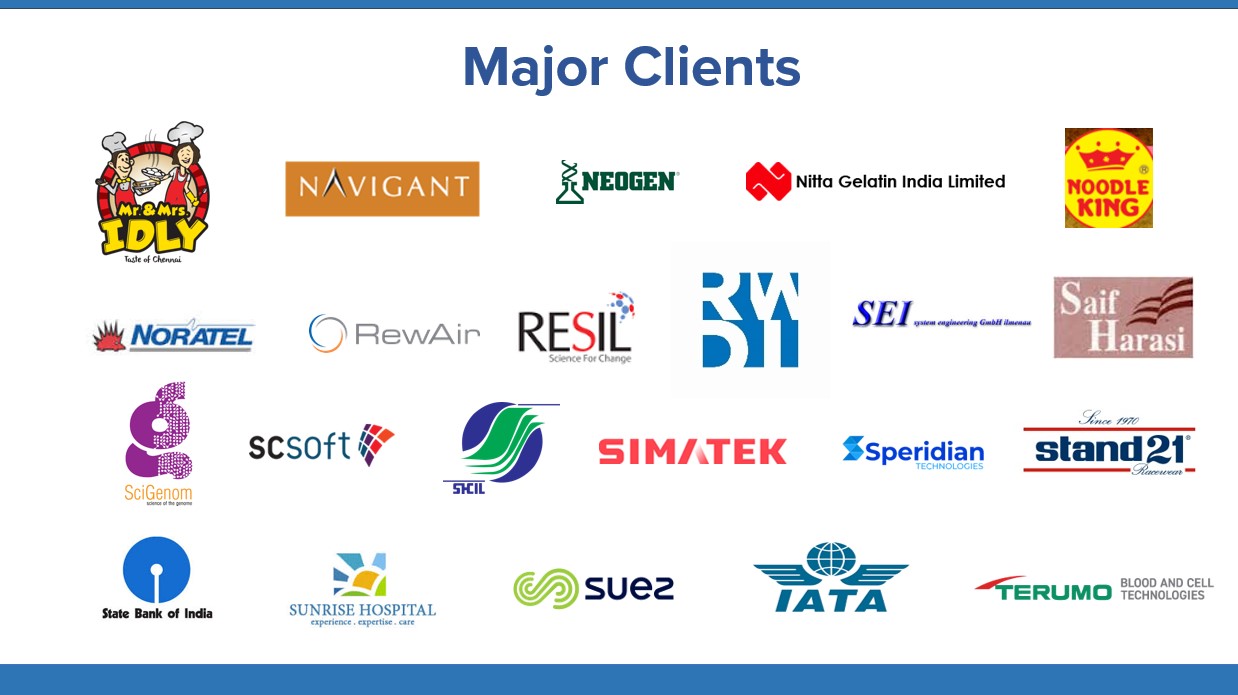 Major Clients
Mr. & Mrs.
IDLY
Taste of Chennai
NAVIGANT
NEOGEN®
Nitta Gelatin India Limited
NOODLE®
KING
NORATEL
RewAir
RESIL
Science For Change
RWDI
SEI system engineering GmbH ilmenau
Saif
Harasi
SciGenom
science of the genome
scsoft
SHCIL
SIMATEK
Speridian
TECHNOLOGIES
Since 1970
stand21®
Racewear
State Bank of India
SUNRISE HOSPITAL
experience . expertise . care
suez
IATA
TERUMO BLOOD AND CELL
TECHNOLOGIES